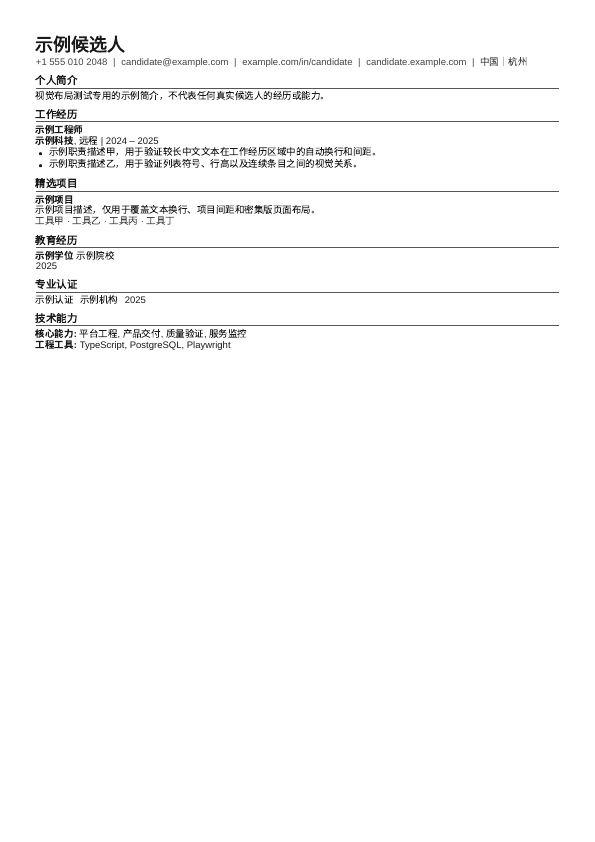 示例候选人
+1 555 010 2048 | candidate@example.com | example.com/in/candidate | candidate.example.com | 中国｜杭州
个人简介
视觉布局测试专用的示例简介，不代表任何真实候选人的经历或能力。
工作经历
示例工程师
示例科技, 远程 | 2024 – 2025
• 示例职责描述甲，用于验证较长中文文本在工作经历区域中的自动换行和间距。
• 示例职责描述乙，用于验证列表符号、行高以及连续条目之间的视觉关系。
精选项目
示例项目
示例项目描述，仅用于覆盖文本换行、项目间距和密集版页面布局。
工具甲 · 工具乙 · 工具丙 · 工具丁
教育经历
示例学位 示例院校
2025
专业认证
示例认证 示例机构 2025
技术能力
核心能力: 平台工程, 产品交付, 质量验证, 服务监控
工程工具: TypeScript, PostgreSQL, Playwright